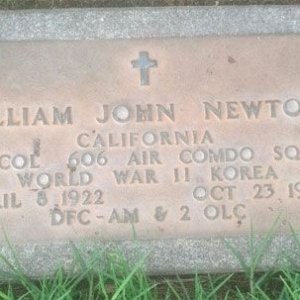 LLIAM JOHN NEWTO
CALIFORNIA
COL 606 AIR COMDO SQ
WORLD WAR II KOREA
IL 8 1922 OCT 23 19
DFC-AM & 2 OLC